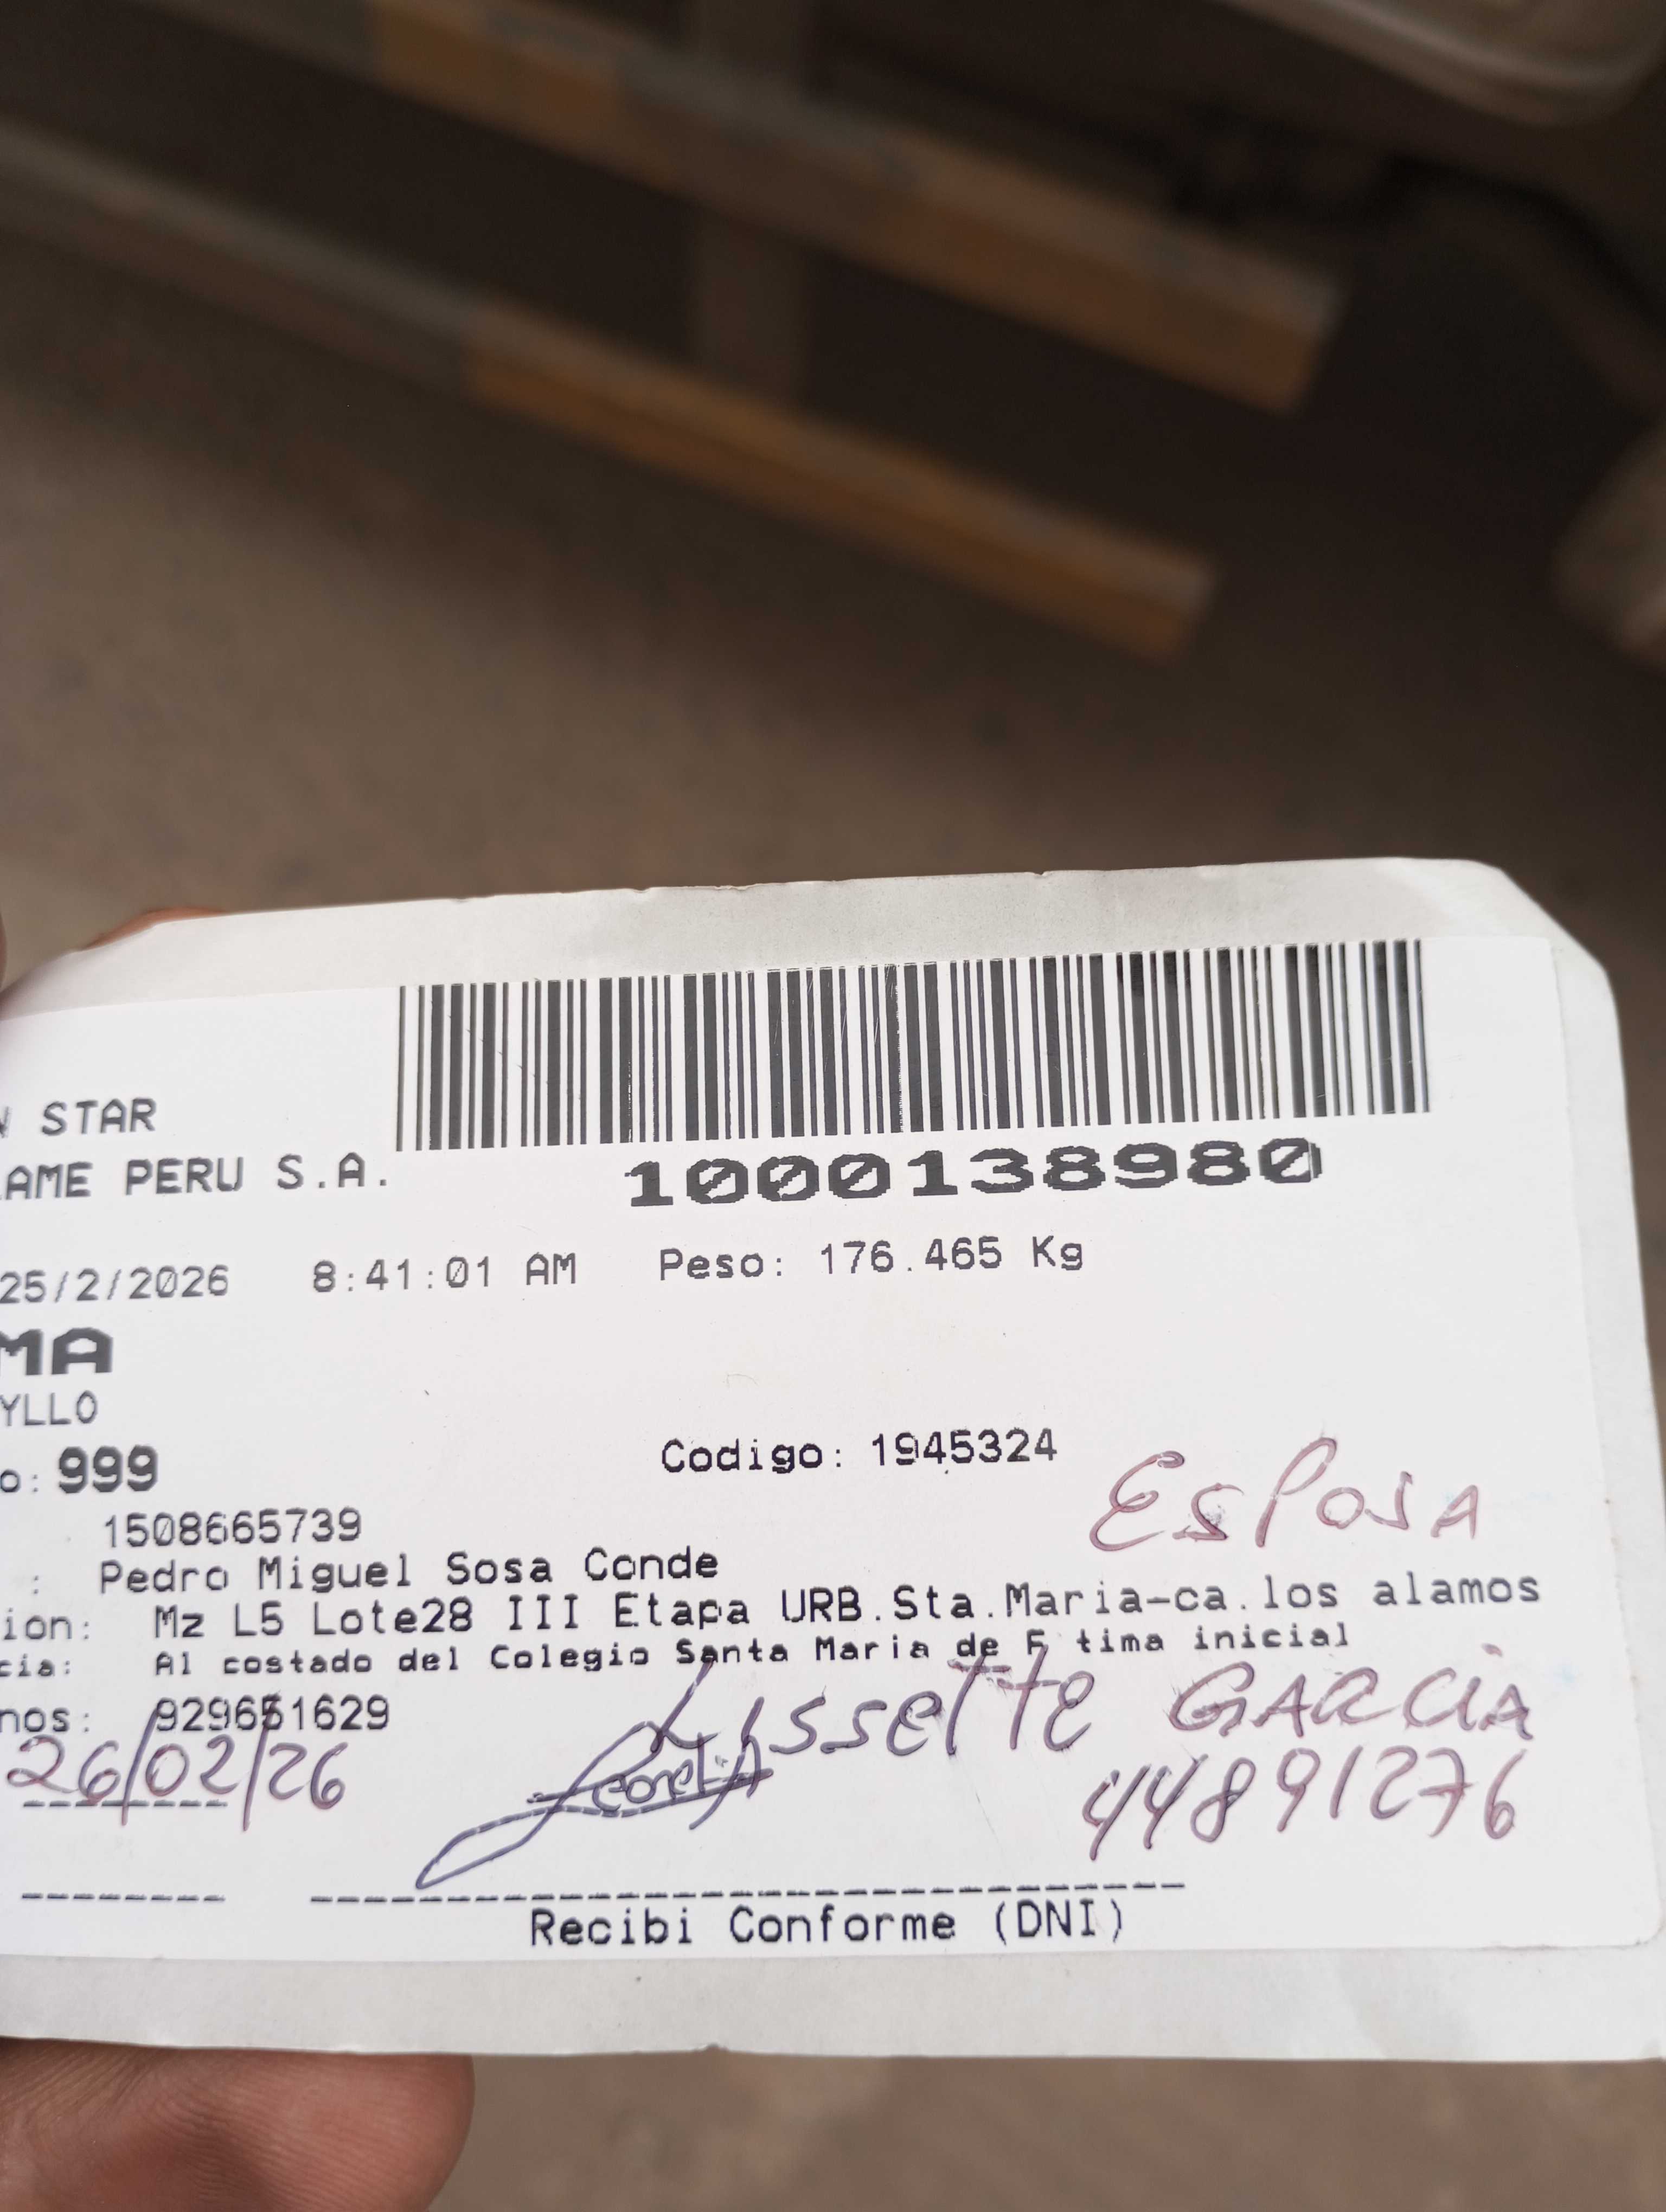 STAR
AME PERU S.A.
1000138980
25/2/2026 8:41:01 AM Peso: 176.465 Kg
MA
YLLO
Codigo: 1945324
o: 999
Esposa
1508665739
: Pedro Miguel Sosa Conde
ion: Mz L5 Lote28 III Etapa URB.Sta.Maria-ca.los alamos
cia: Al costado del Colegio Santa Maria de F tima inicial
nos: 929651629
Lissette GARCIA
26/02/26
44891276
Recibi Conforme (DNI)